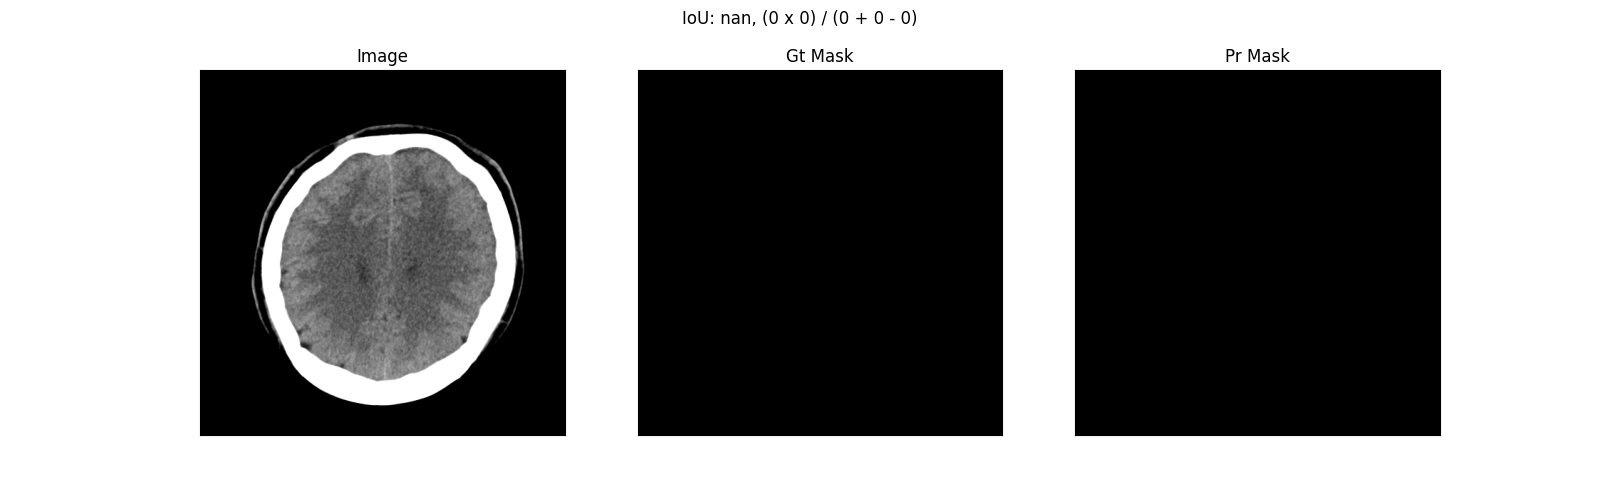 IoU: nan, (0 x 0) / (0 + 0 - 0)
Image
Gt Mask
Pr Mask